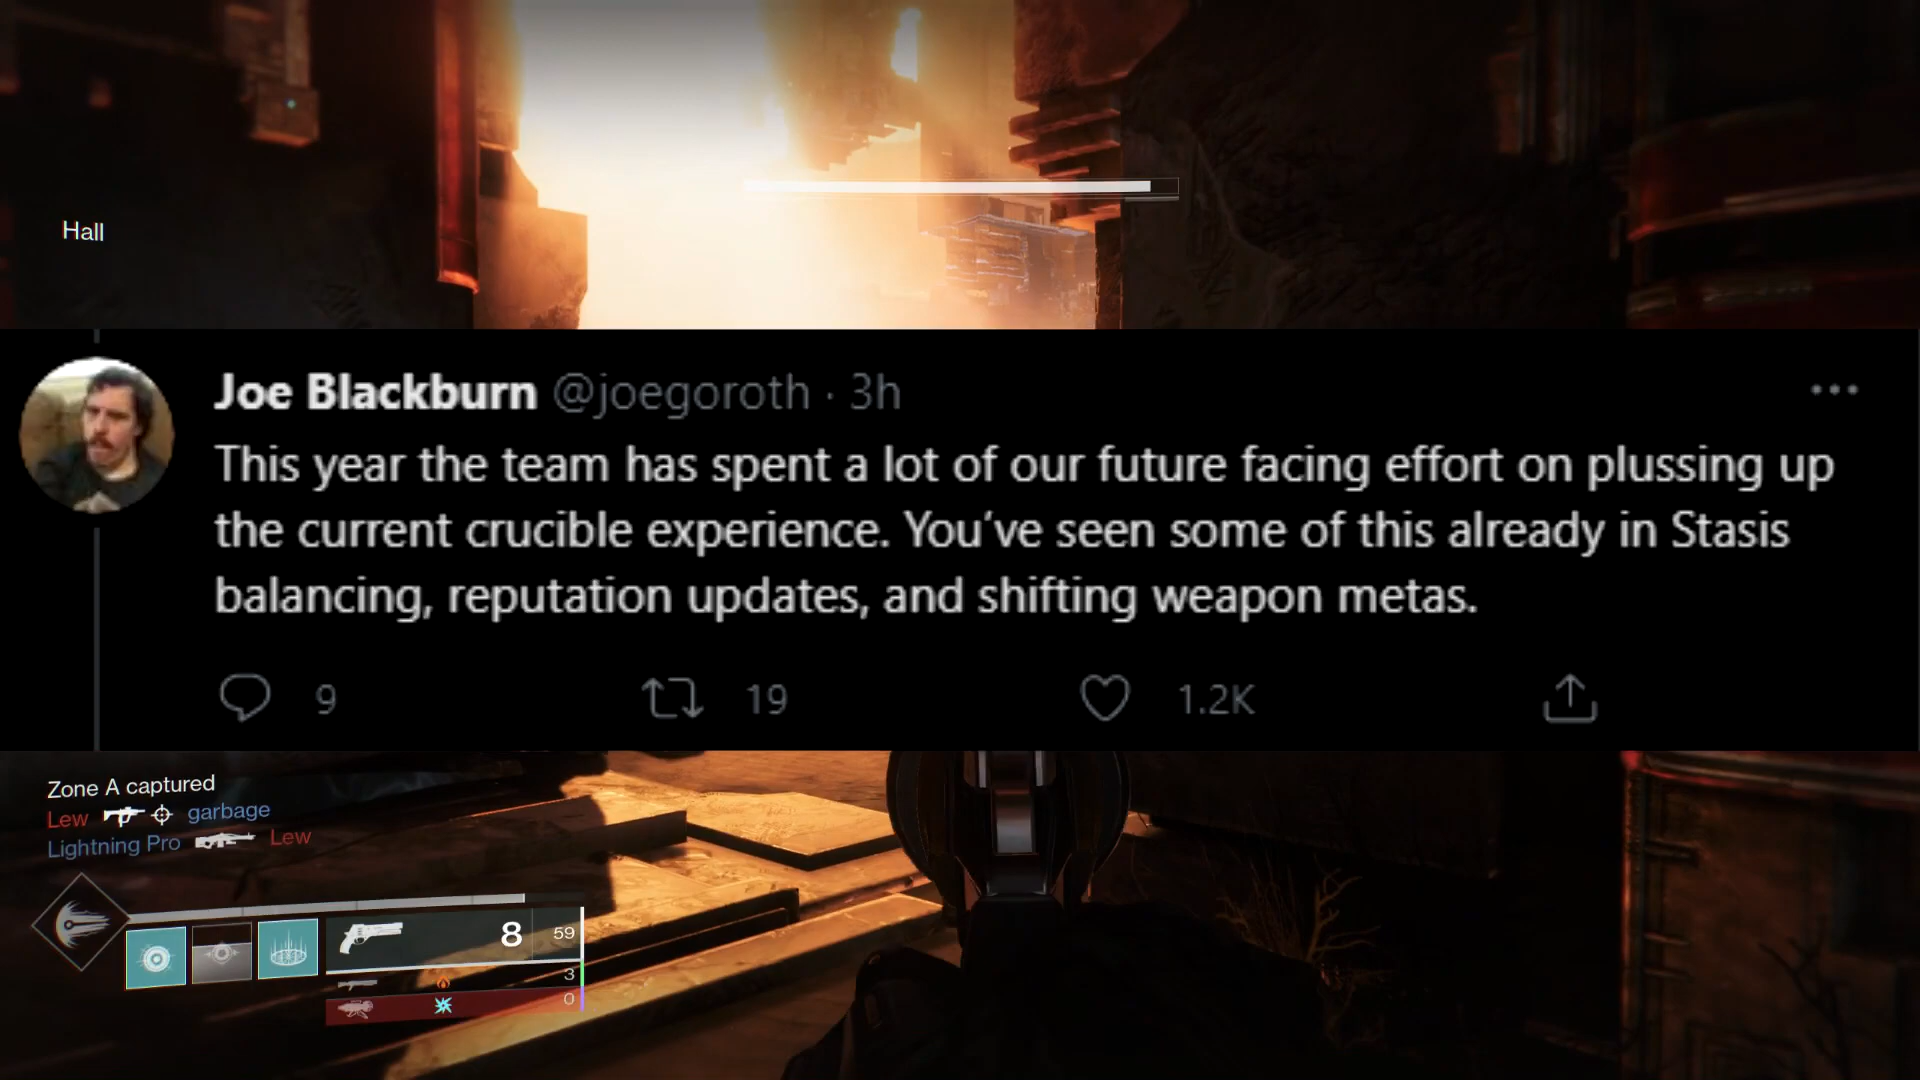 Hall
Joe Blackburn @joegoroth · 3h
This year the team has spent a lot of our future facing effort on plussing up
the current crucible experience. You've seen some of this already in Stasis
balancing, reputation updates, and shifting weapon metas.
9 19 1.2K
Zone A captured
Lew garbage
Lightning Pro Lew
8 59
3
0